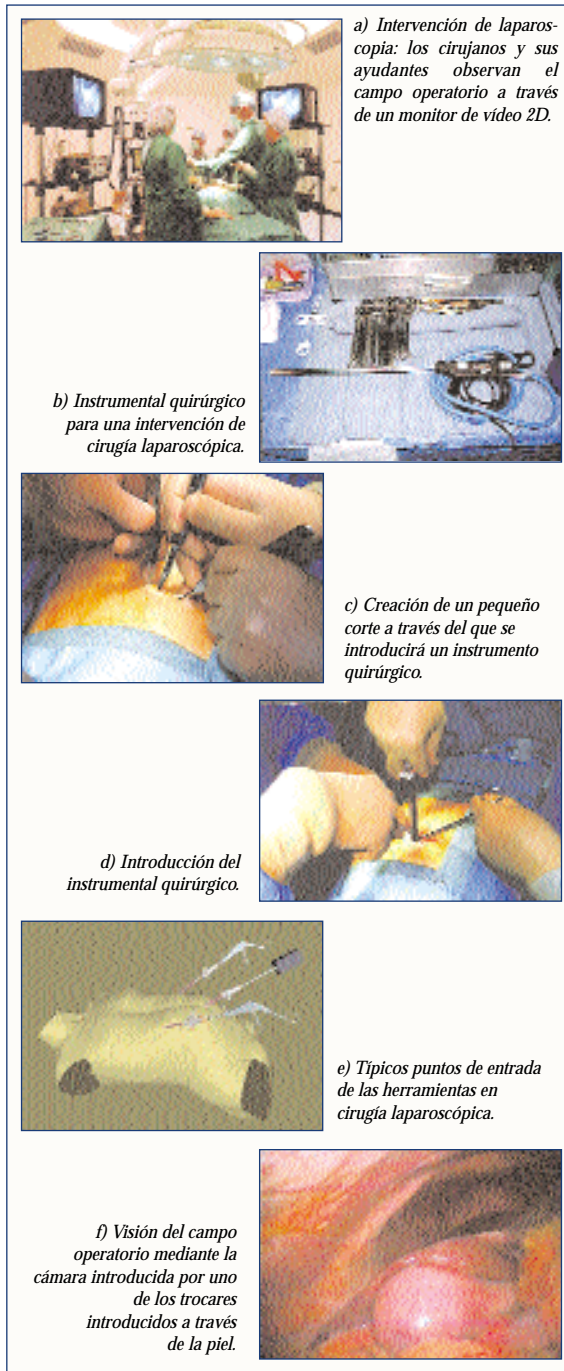 a) Intervención de laparos-
copia: los cirujanos y sus
ayudantes observan el
campo operatorio a través
de un monitor de vídeo 2D.
b) Instrumental quirúrgico
para una intervención de
cirugía laparoscópica.
c) Creación de un pequeño
corte a través del que se
introducirá un instrumento
quirúrgico.
d) Introducción del
instrumental quirúrgico.
e) Típicos puntos de entrada
de las herramientas en
cirugía laparoscópica.
f) Visión del campo
operatorio mediante la
cámara introducida por uno
de los trocares
introducidos a través
de la piel.